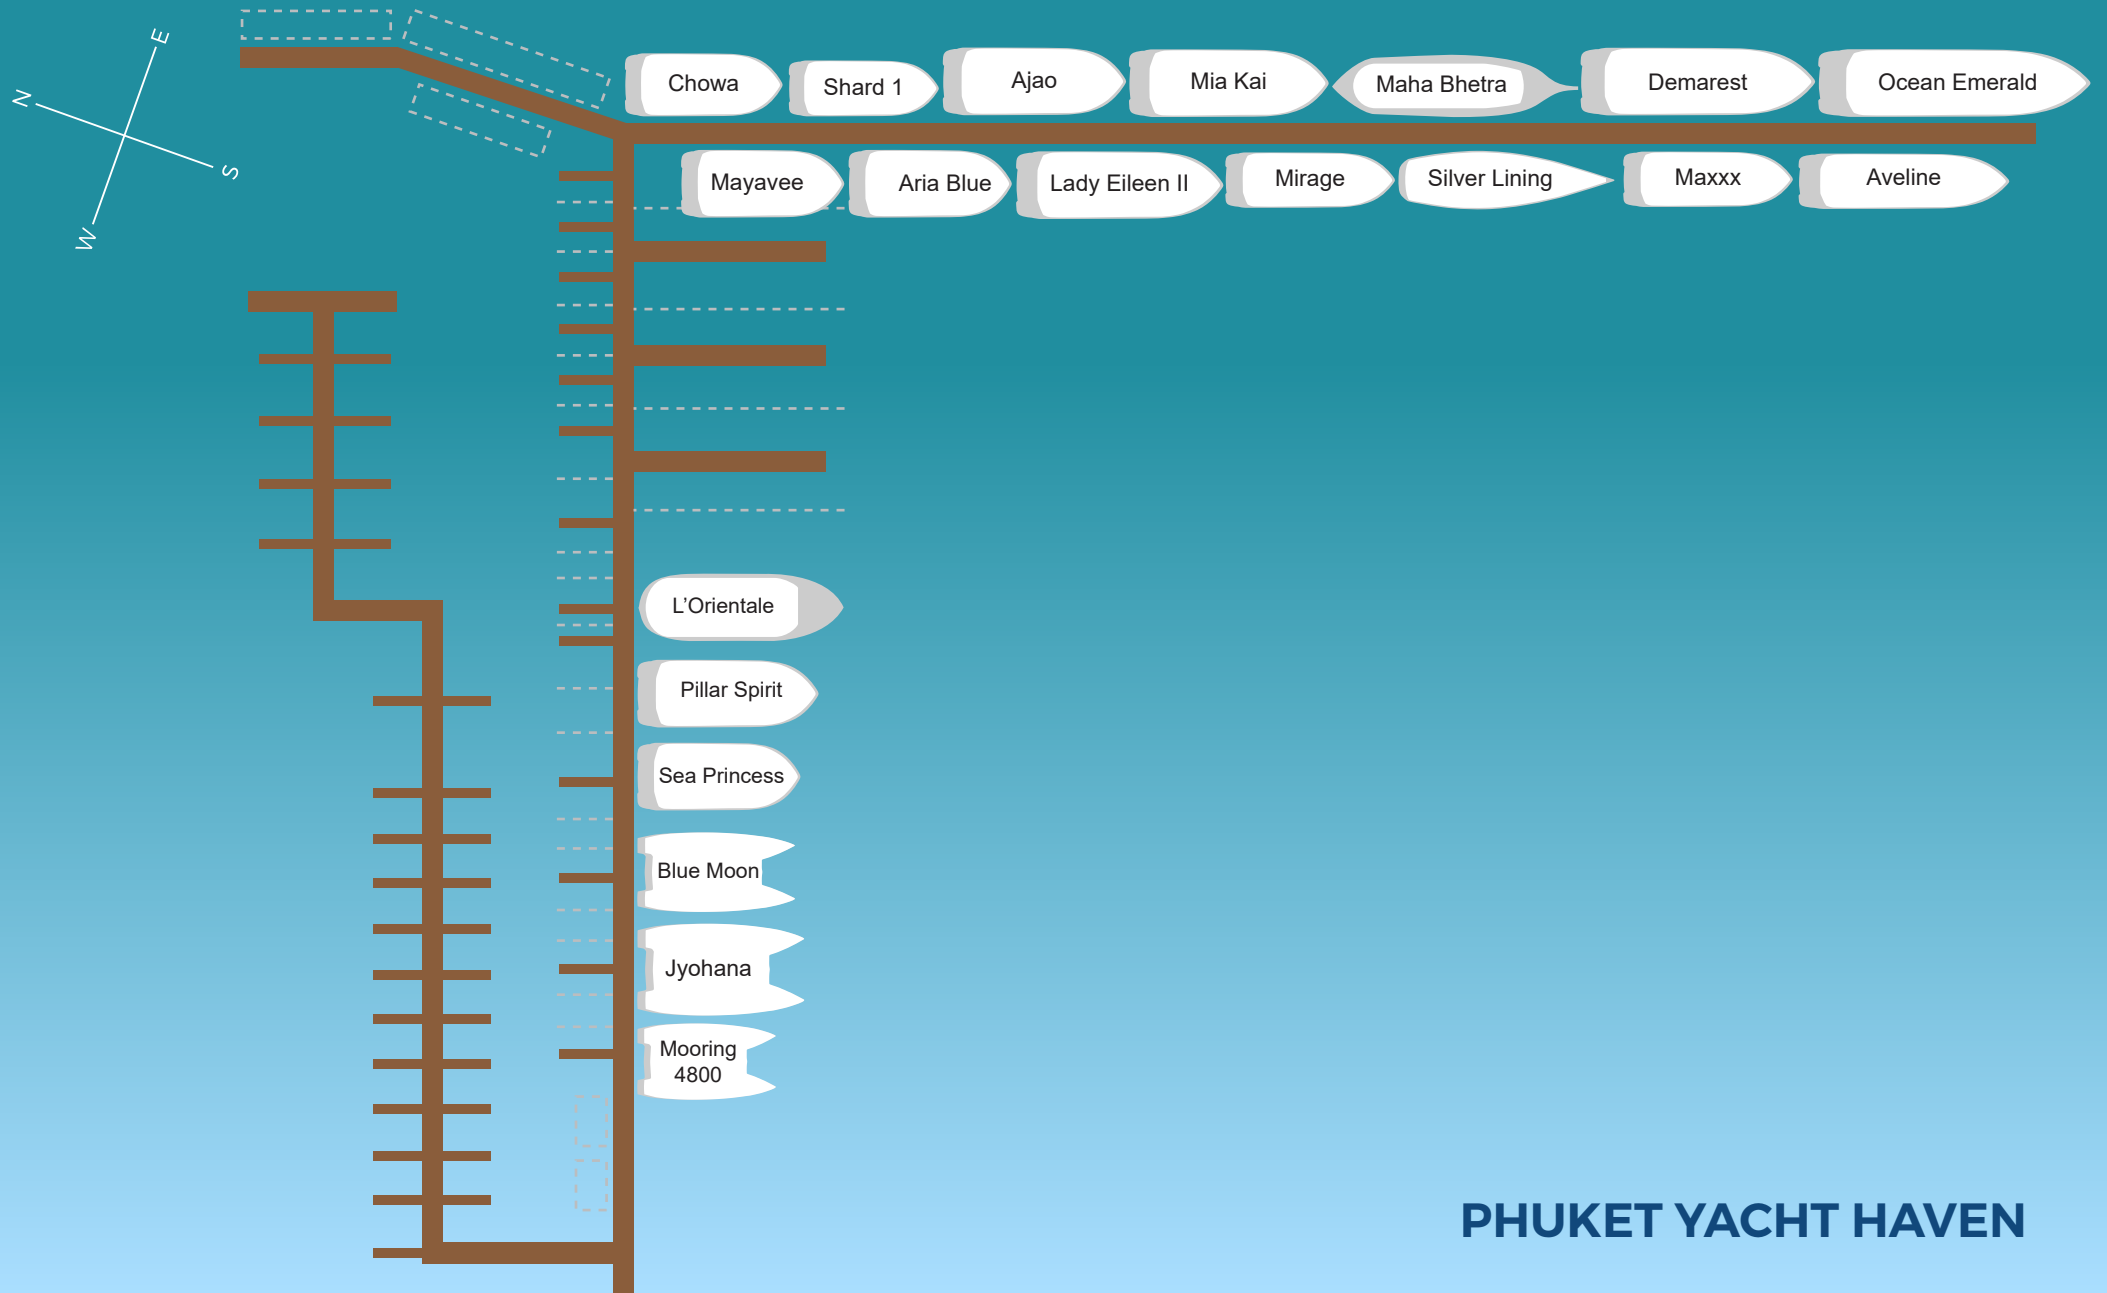 E
N
S
W
Chowa
Shard 1
Ajao
Mia Kai
Maha Bhetra
Demarest
Ocean Emerald
Mayavee
Aria Blue
Lady Eileen II
Mirage
Silver Lining
Maxxx
Aveline
L’Orientale
Pillar Spirit
Sea Princess
Blue Moon
Jyohana
Mooring
4800
PHUKET YACHT HAVEN